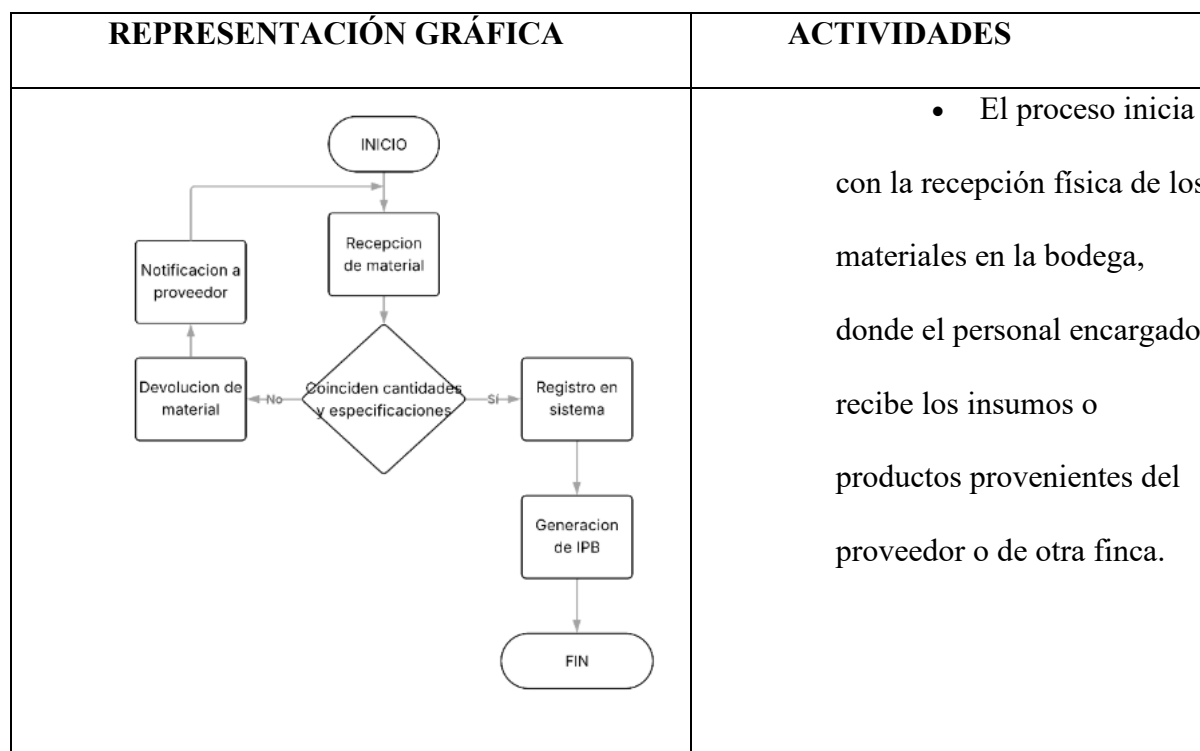 REPRESENTACIÓN GRÁFICA
ACTIVIDADES
INICIO
Recepcion
de material
Notificacion a
proveedor
Devolucion de
material
No
Coinciden cantidades
y especificaciones
Sí
Registro en
sistema
Generacion
de IPB
FIN
• El proceso inicia
con la recepción física de los
materiales en la bodega,
donde el personal encargado
recibe los insumos o
productos provenientes del
proveedor o de otra finca.